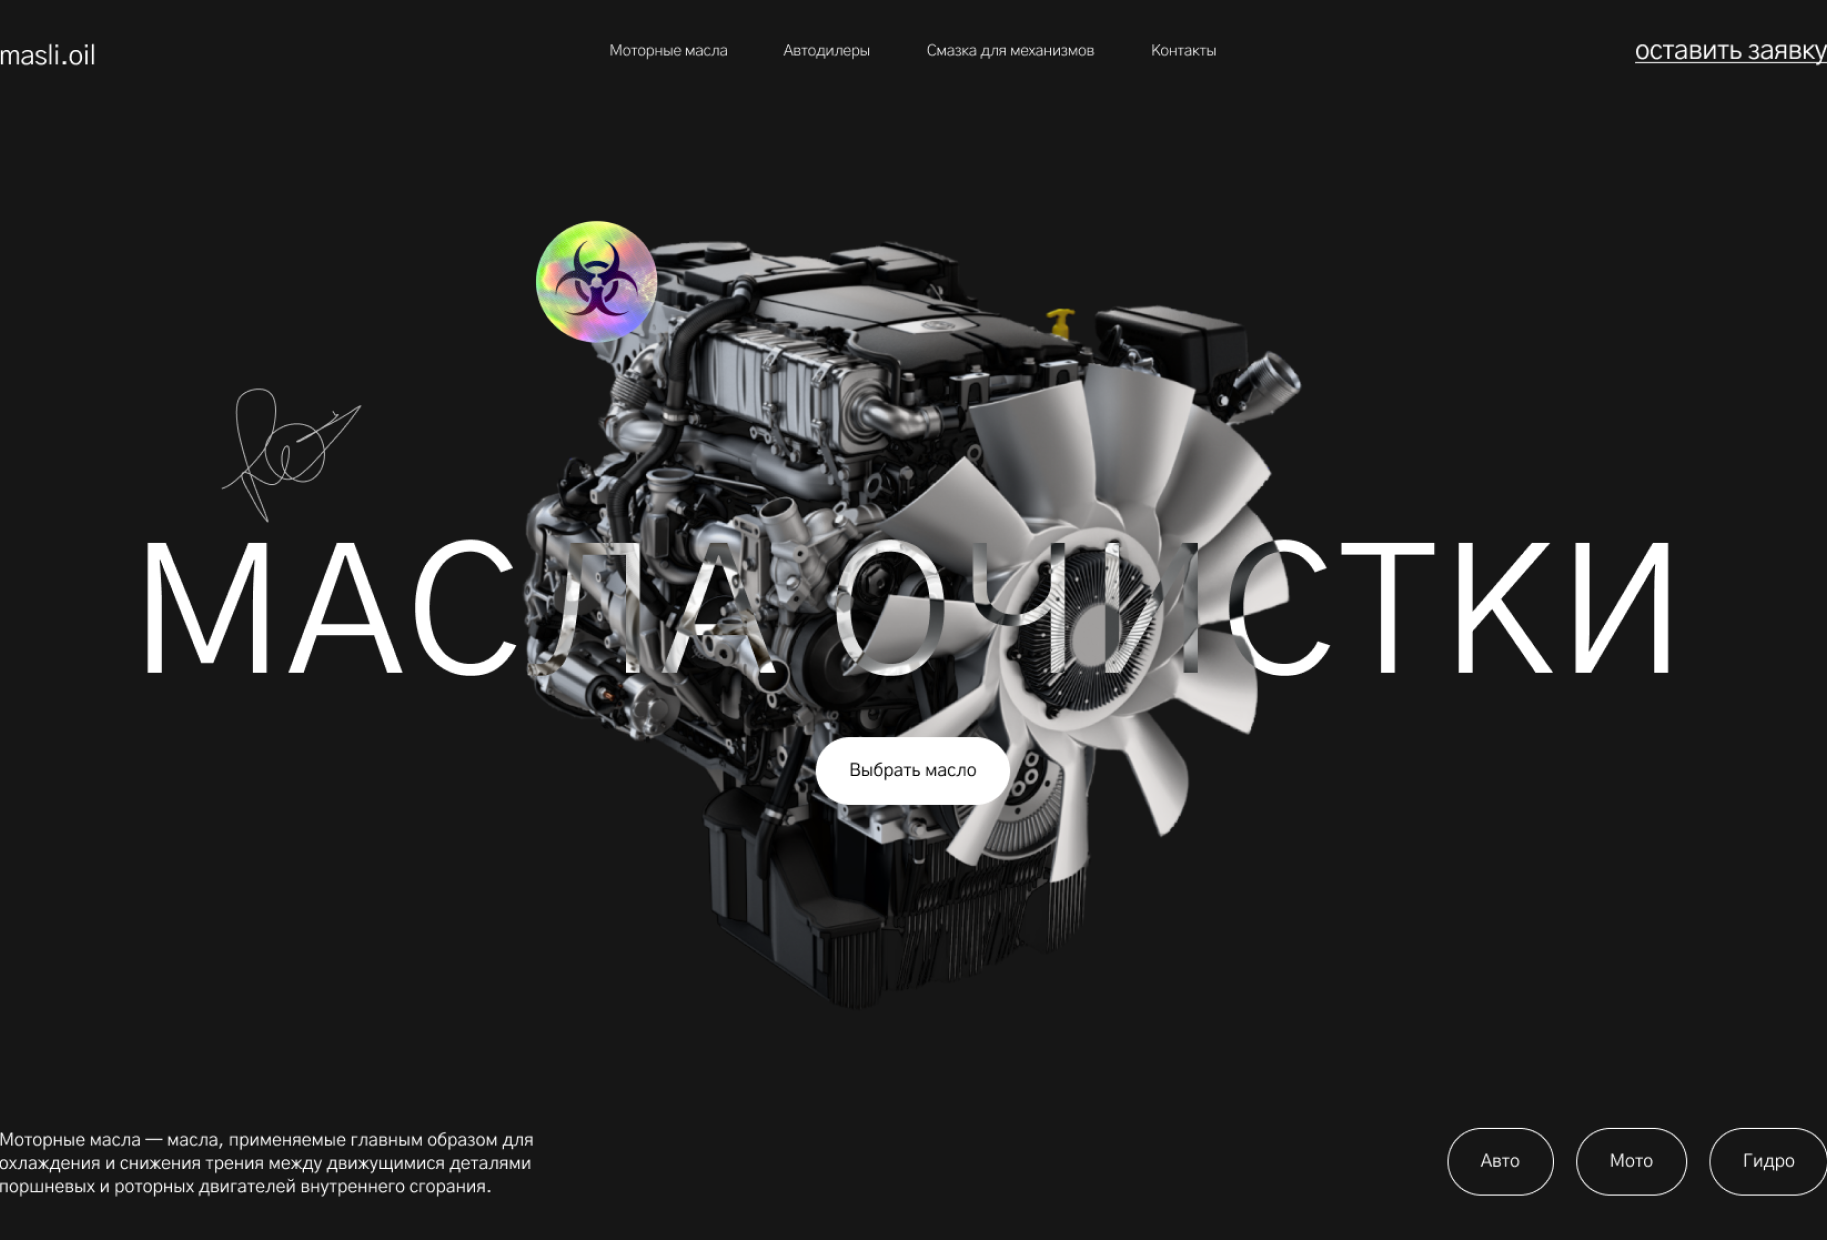 masli.oil
Моторные масла
Автодилеры
Смазка для механизмов
Контакты
оставить заявку
МАСЛА ОЧИСТКИ
Выбрать масло
Моторные масла — масла, применяемые главным образом для
охлаждения и снижения трения между движущимися деталями
поршневых и роторных двигателей внутреннего сгорания.
Авто
Мото
Гидро